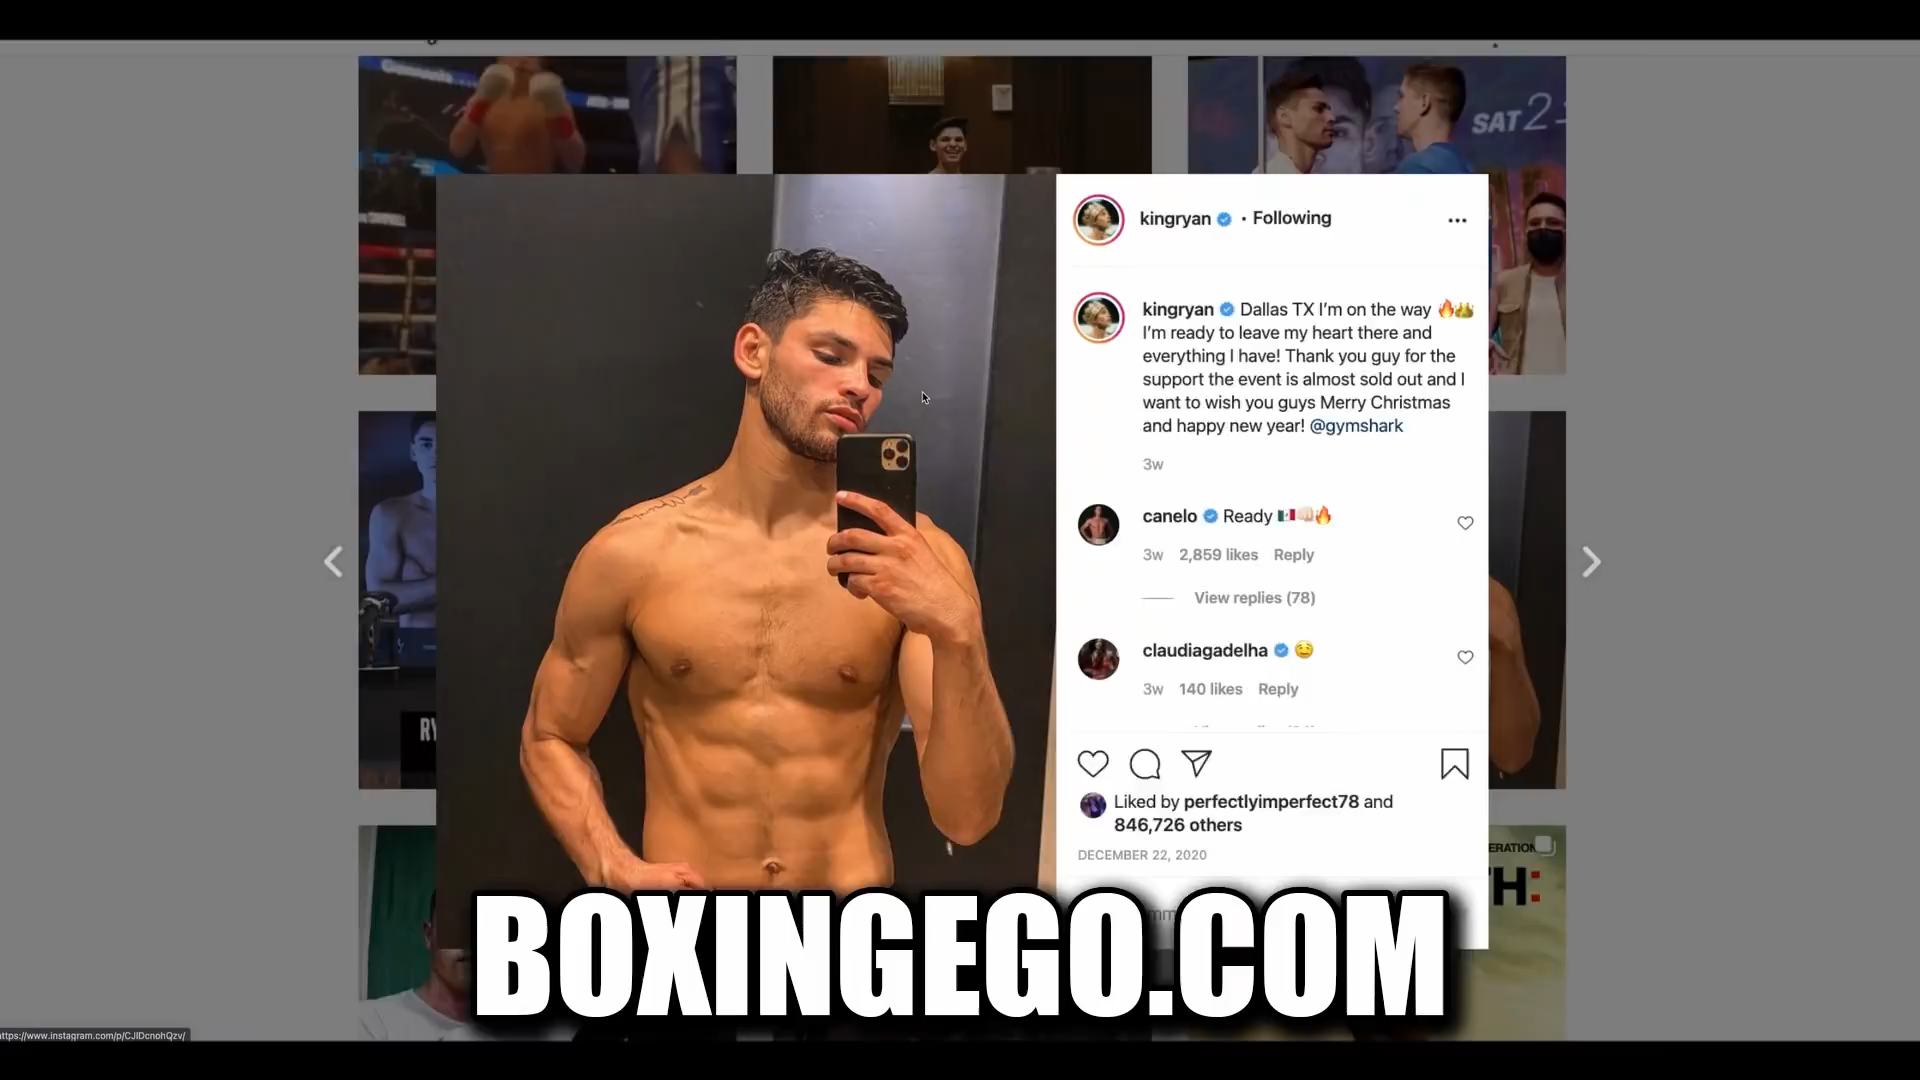 SAT 2
kingryan • Following
kingryan Dallas TX I'm on the way 🔥👑
I'm ready to leave my heart there and
everything I have! Thank you guy for the
support the event is almost sold out and I
want to wish you guys Merry Christmas
and happy new year! @gymshark
3w
canelo Ready 🇲🇽👊🏻🔥
3w 2,859 likes Reply
View replies (78)
claudiagadelha 🤤
3w 140 likes Reply
RY
Liked by perfectlyimperfect78 and
846,726 others
DECEMBER 22, 2020
ERATION
TH:
BOXINGEGO.COM
https://www.instagram.com/p/CJIDcnohQzv/